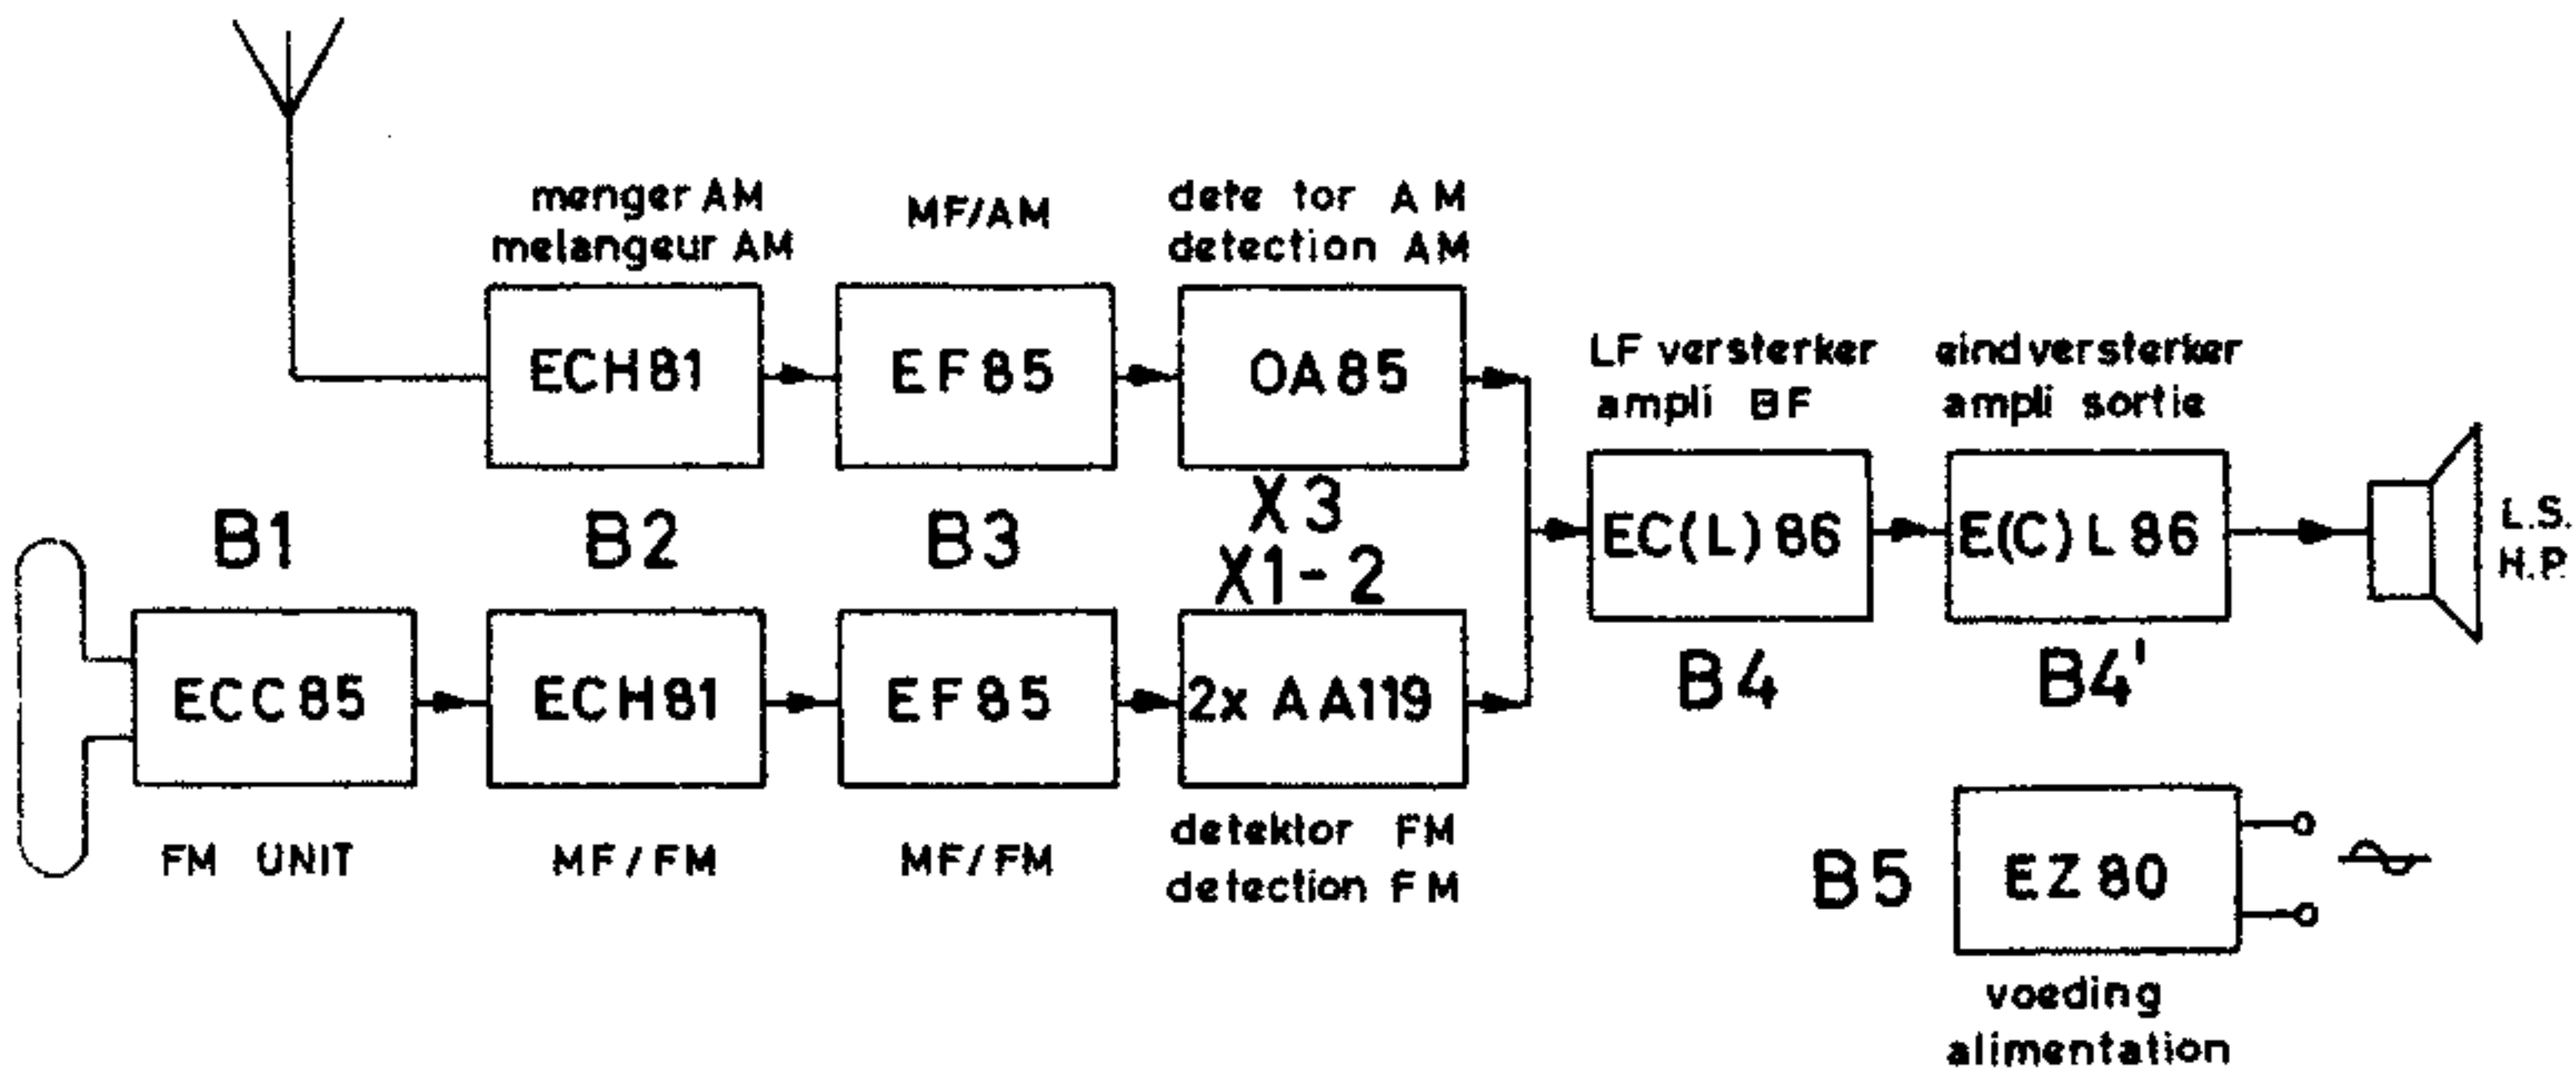 menger AM
melangeur AM
MF/AM
dete tor AM
detection AM
ECH81
EF85
OA85
LF versterker
ampli BF
eindversterker
ampli sortie
B1
B2
B3
X3
X1-2
EC(L)86
E(C)L86
L.S.
H.P.
ECC85
ECH81
EF85
2x AA119
B4
B4'
FM UNIT
MF/FM
MF/FM
detektor FM
detection FM
B5
EZ80
voeding
alimentation